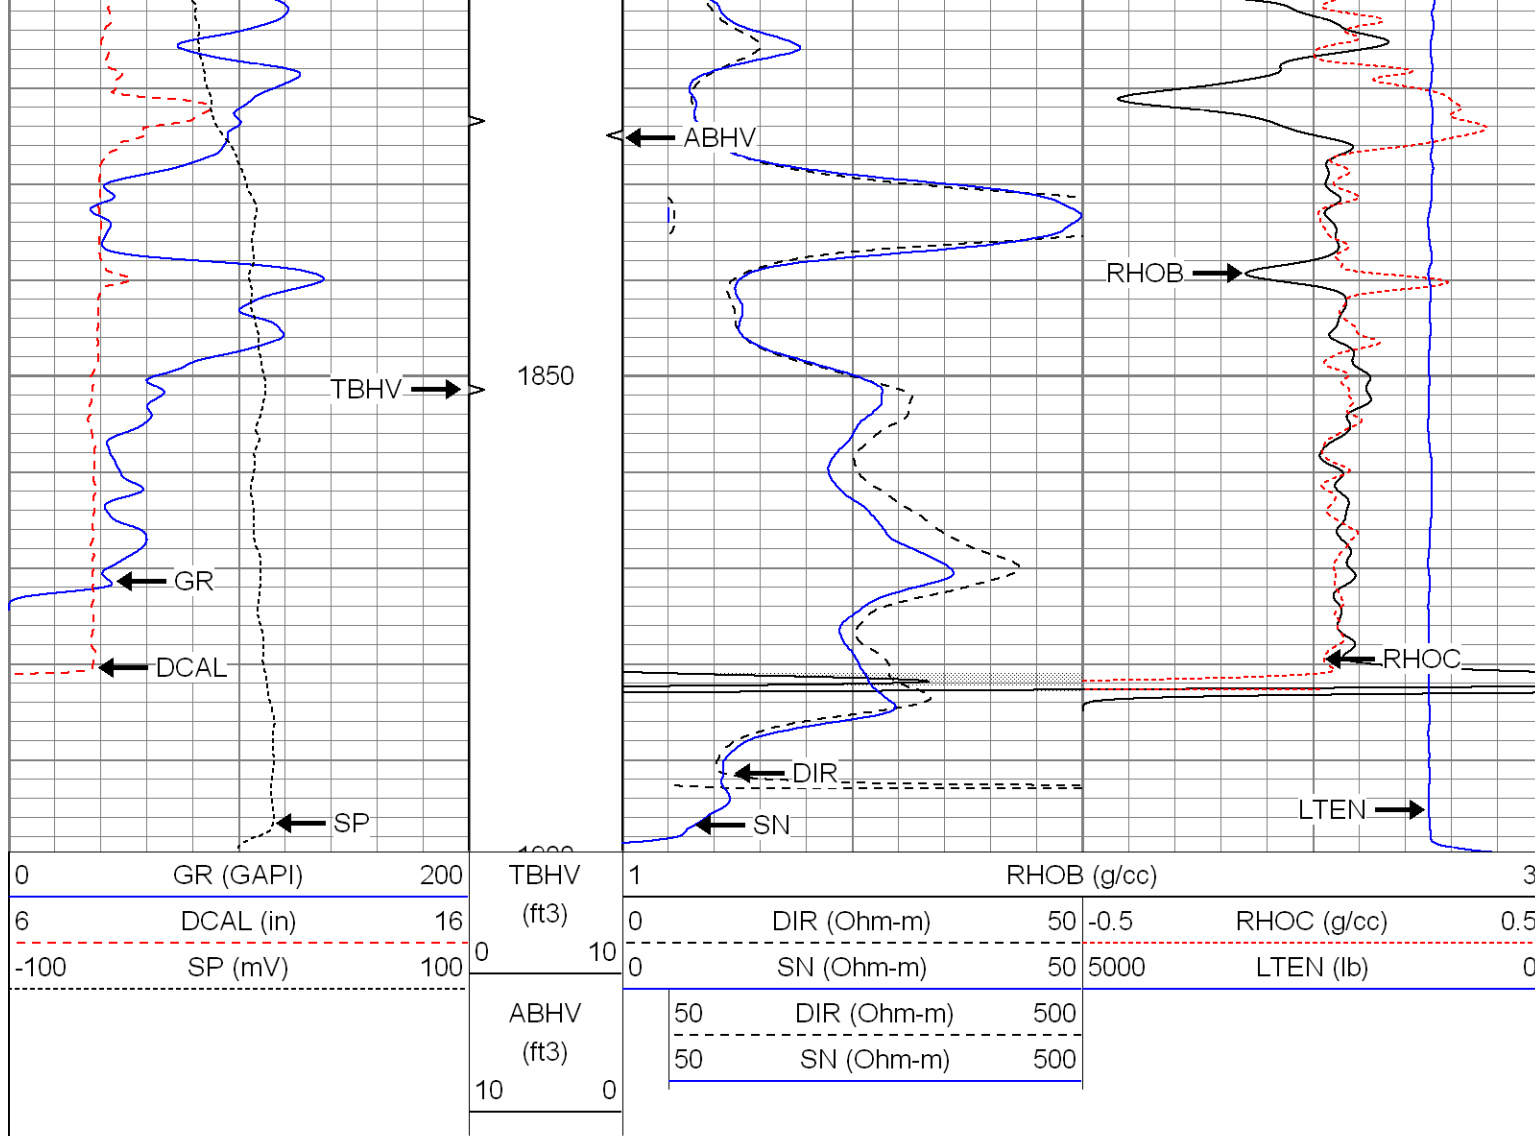 ABHV
RHOB
TBHV
1850
GR
DCAL
RHOC
DIR
LTEN
SP
SN
0 GR (GAPI) 200
TBHV
(ft3)
0 10
1 RHOB (g/cc) 3
6 DCAL (in) 16
0 DIR (Ohm-m) 50
-0.5 RHOC (g/cc) 0.5
-100 SP (mV) 100
0 SN (Ohm-m) 50
5000 LTEN (lb) 0
ABHV
(ft3)
10 0
50 DIR (Ohm-m) 500
50 SN (Ohm-m) 500